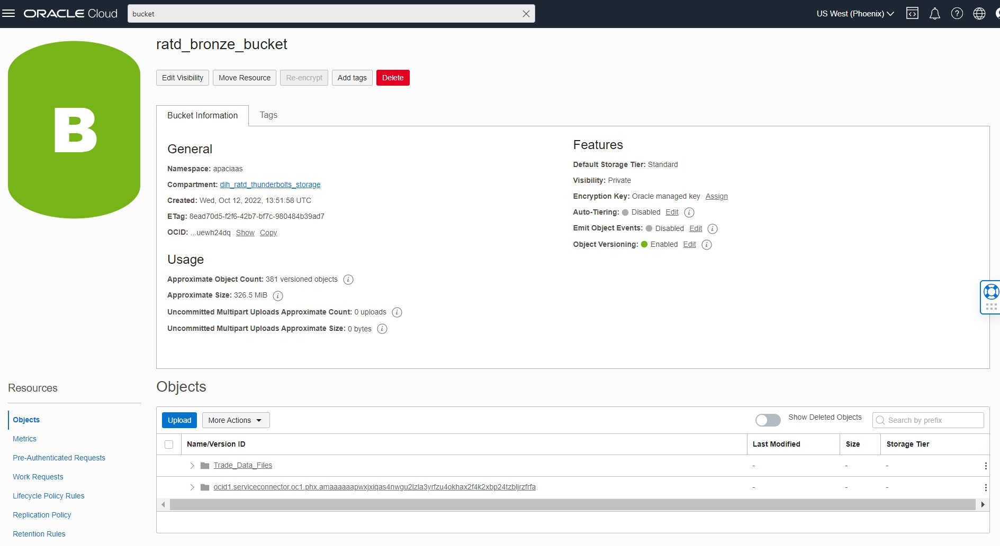 ORACLE Cloud
bucket
US West (Phoenix)
B
ratd_bronze_bucket
Edit Visibility
Move Resource
Re-encrypt
Add tags
Delete
Bucket Information
Tags
General
Namespace: apaciaas
Compartment: dih_ratd_thunderbolts_storage
Created: Wed, Oct 12, 2022, 13:51:58 UTC
ETag: 8ead70d5-f2f6-42b7-bf7c-980484b39ad7
OCID: ...uewh24dq Show Copy
Usage
Approximate Object Count: 381 versioned objects
Approximate Size: 326.5 MiB
Uncommitted Multipart Uploads Approximate Count: 0 uploads
Uncommitted Multipart Uploads Approximate Size: 0 bytes
Features
Default Storage Tier: Standard
Visibility: Private
Encryption Key: Oracle managed key Assign
Auto-Tiering: Disabled Edit
Emit Object Events: Disabled Edit
Object Versioning: Enabled Edit
Resources
Objects
Metrics
Pre-Authenticated Requests
Work Requests
Lifecycle Policy Rules
Replication Policy
Retention Rules
Objects
Upload
More Actions
Show Deleted Objects
Search by prefix
Name/Version ID Last Modified Size Storage Tier
Trade_Data_Files - - -
ocid1.serviceconnector.oc1.phx.amaaaaaapwxjxiqas4nwgu2lzla3yrfzu4okhax2f4k2xbp24tzbljrzfrfa - - -